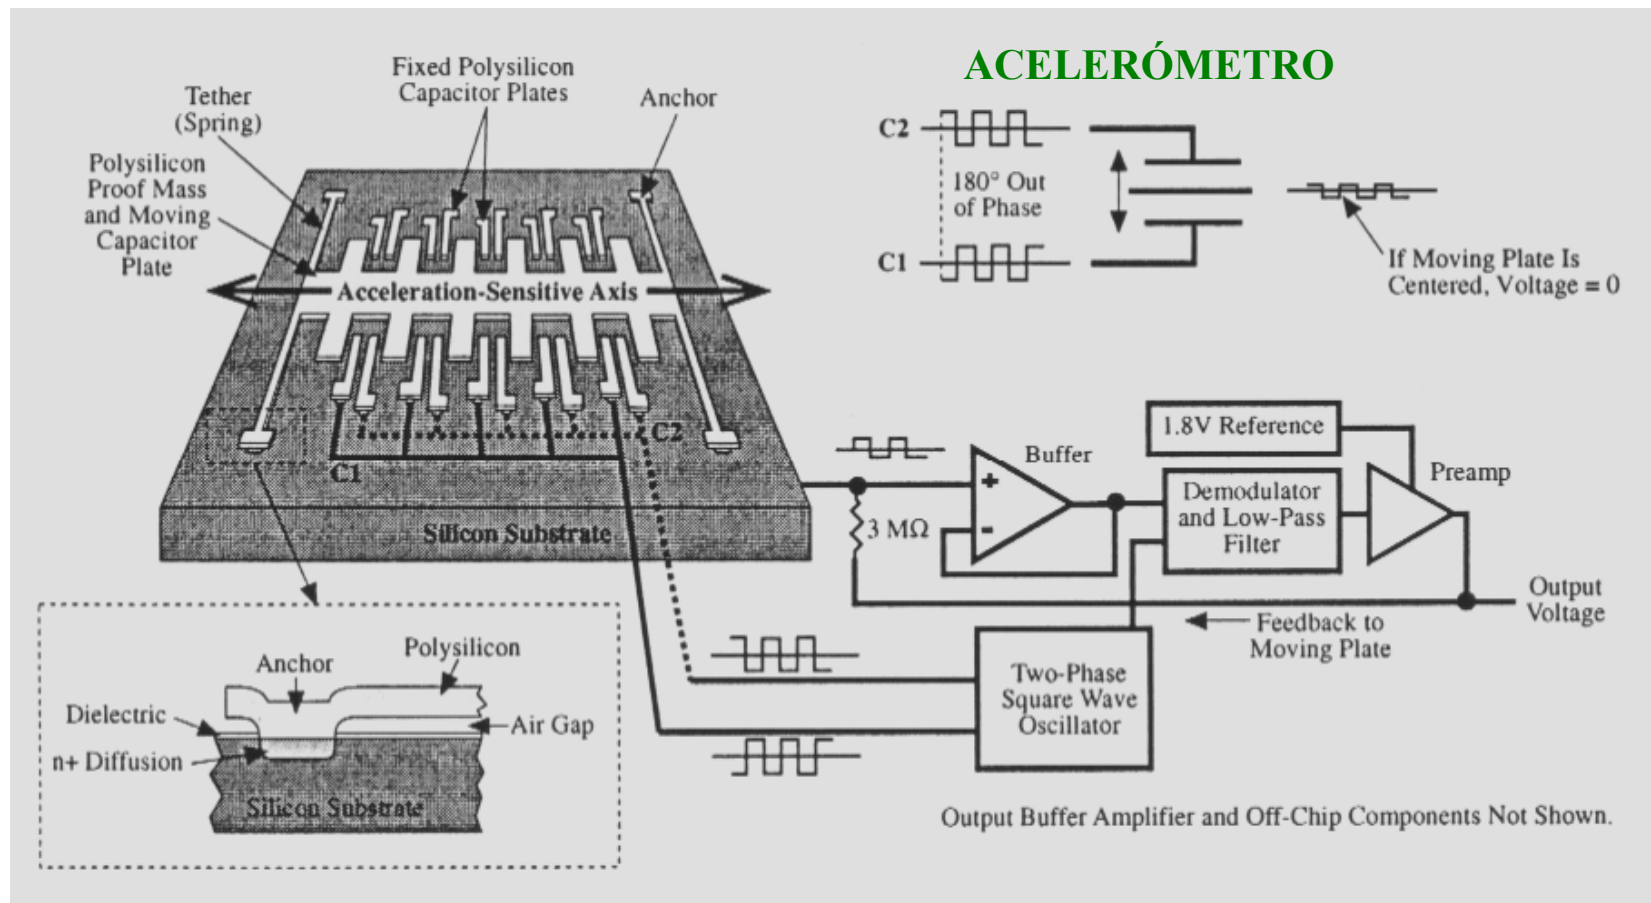 ACELERÓMETRO
Fixed Polysilicon
Capacitor Plates
Anchor
Tether
(Spring)
Polysilicon
Proof Mass
and Moving
Capacitor
Plate
Acceleration-Sensitive Axis
C2
C1
Silicon Substrate
C2
180° Out
of Phase
C1
If Moving Plate Is
Centered, Voltage = 0
1.8V Reference
Buffer
Preamp
+
-
3 MΩ
Demodulator
and Low-Pass
Filter
Output
Voltage
Feedback to
Moving Plate
Two-Phase
Square Wave
Oscillator
Polysilicon
Anchor
Dielectric
Air Gap
n+ Diffusion
Silicon Substrate
Output Buffer Amplifier and Off-Chip Components Not Shown.